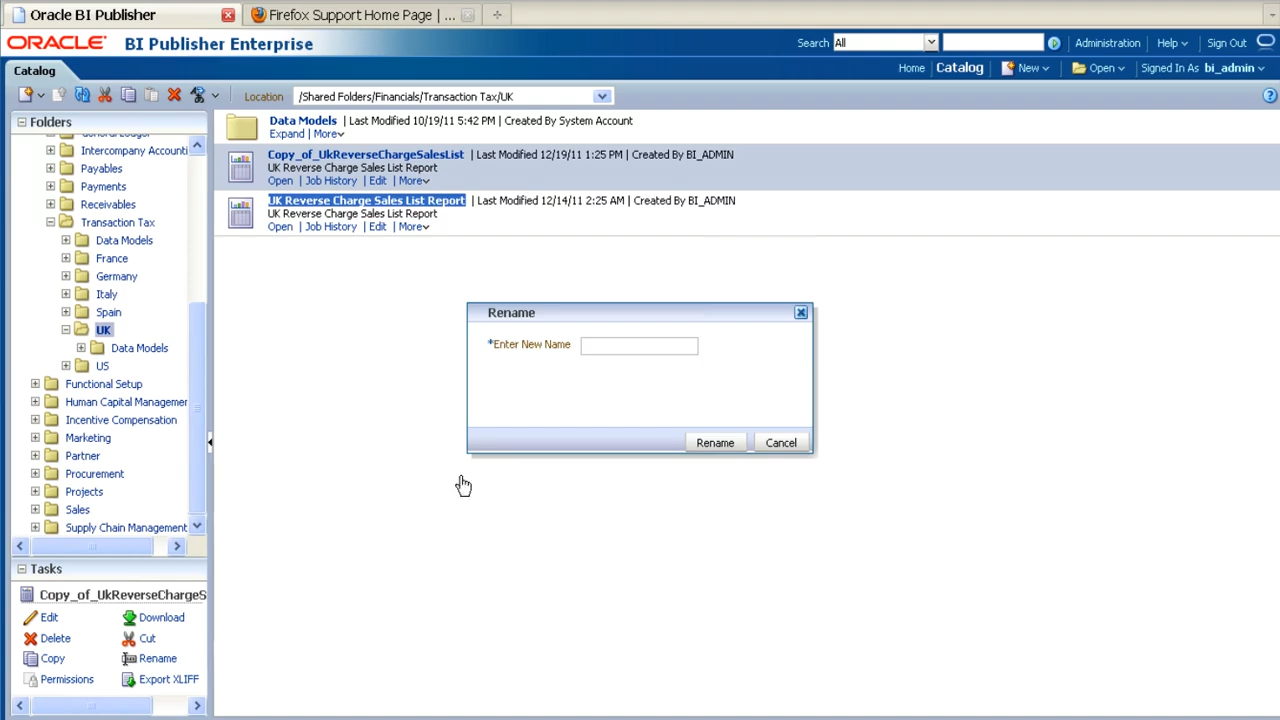 Oracle BI Publisher
Firefox Support Home Page | ...
ORACLE BI Publisher Enterprise
Search All
Administration Help Sign Out
Catalog
Home Catalog New Open Signed In As bi_admin
Location /Shared Folders/Financials/Transaction Tax/UK
Folders
Intercompany Accounti
Payables
Payments
Receivables
Transaction Tax
Data Models
France
Germany
Italy
Spain
UK
Data Models
US
Functional Setup
Human Capital Managemer
Incentive Compensation
Marketing
Partner
Procurement
Projects
Sales
Supply Chain Management
Tasks
Copy_of_UkReverseChargeS
Edit Download
Delete Cut
Copy Rename
Permissions Export XLIFF
Data Models | Last Modified 10/19/11 5:42 PM | Created By System Account
Expand | More
Copy_of_UkReverseChargeSalesList | Last Modified 12/19/11 1:25 PM | Created By BI_ADMIN
UK Reverse Charge Sales List Report
Open | Job History | Edit | More
UK Reverse Charge Sales List Report | Last Modified 12/14/11 2:25 AM | Created By BI_ADMIN
UK Reverse Charge Sales List Report
Open | Job History | Edit | More
Rename
*Enter New Name
Rename Cancel